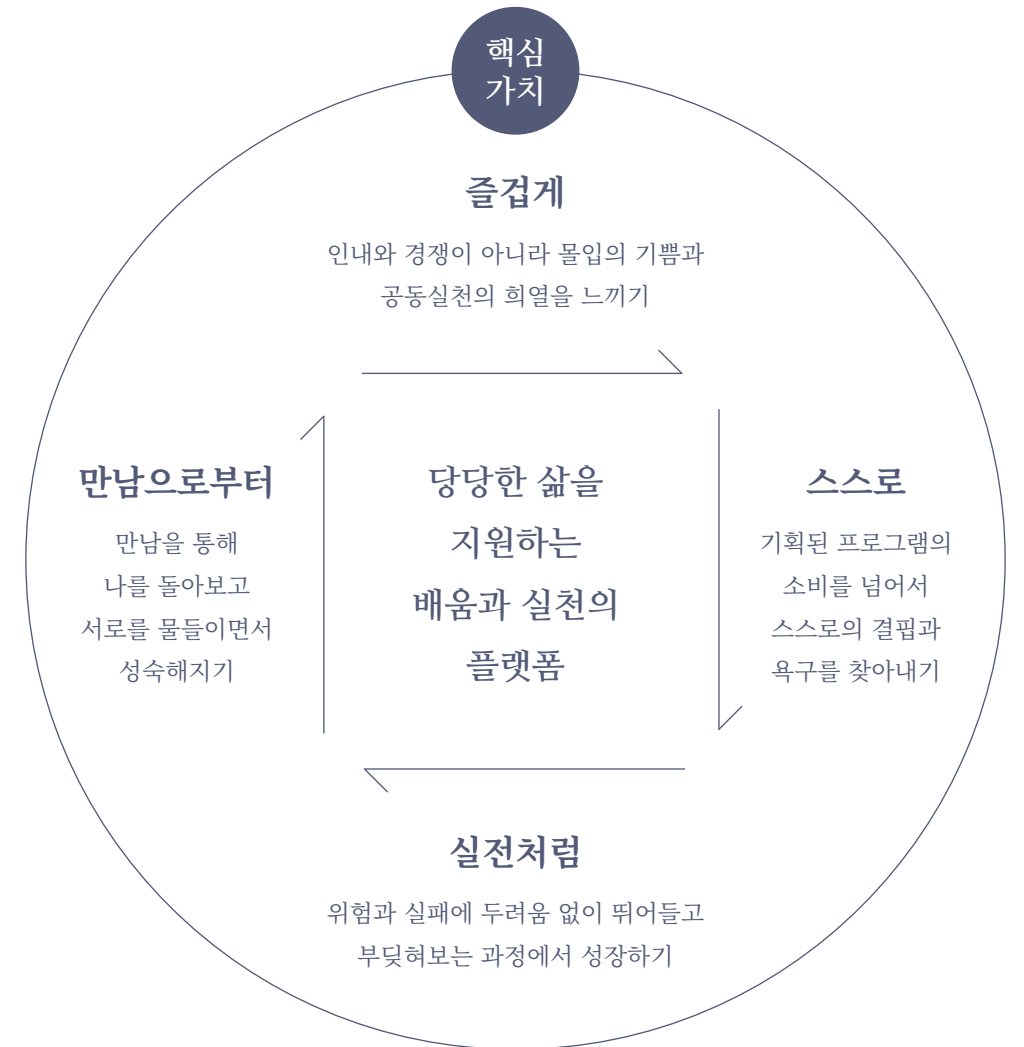 핵심
가치
즐겁게
인내와 경쟁이 아니라 몰입의 기쁨과
공동실천의 희열을 느끼기
만남으로부터
만남을 통해
나를 돌아보고
서로를 물들이면서
성숙해지기
당당한 삶을
지원하는
배움과 실천의
플랫폼
스스로
기획된 프로그램의
소비를 넘어서
스스로의 결핍과
욕구를 찾아내기
실전처럼
위험과 실패에 두려움 없이 뛰어들고
부딪혀보는 과정에서 성장하기